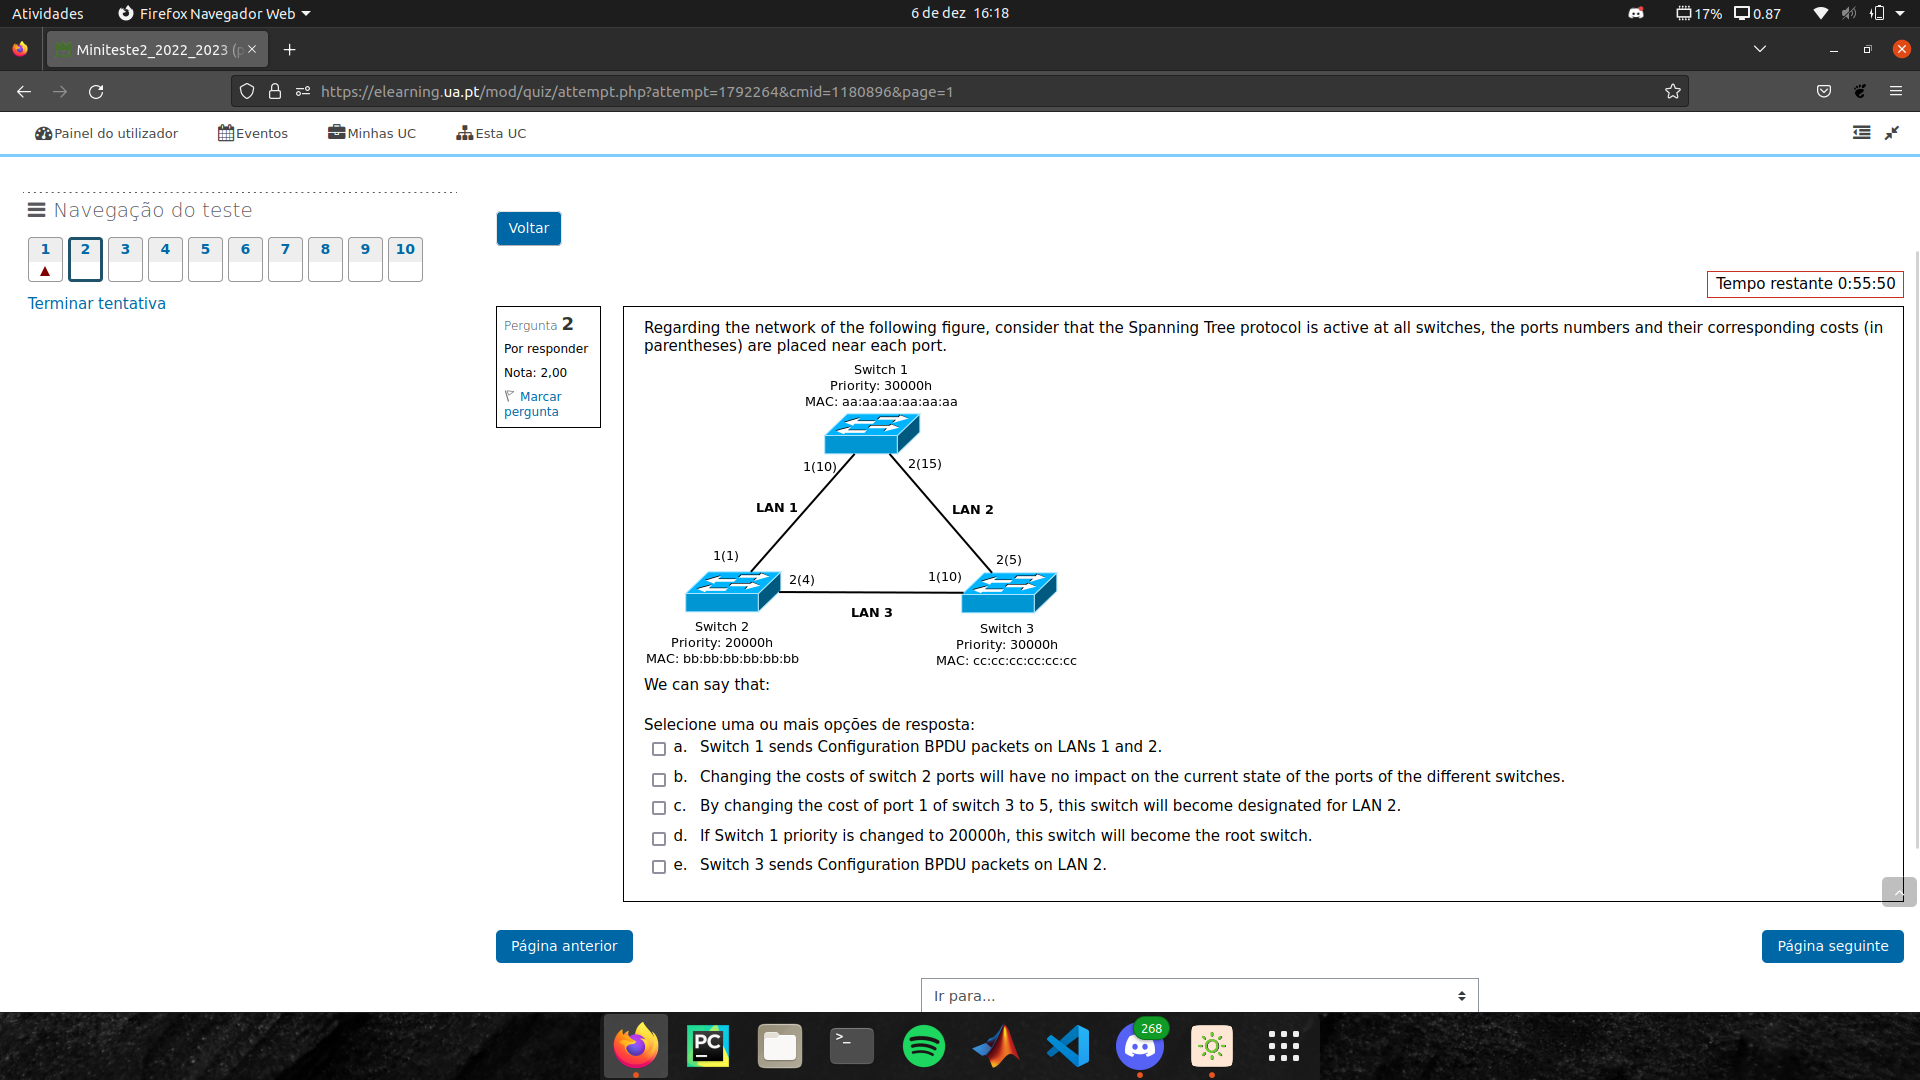 Atividades
Firefox Navegador Web
6 de dez 16:18
17%
0.87
Miniteste2_2022_2023 (p
https://elearning.ua.pt/mod/quiz/attempt.php?attempt=1792264&cmid=1180896&page=1
Painel do utilizador
Eventos
Minhas UC
Esta UC
Navegação do teste
1 2 3 4 5 6 7 8 9 10
Terminar tentativa
Voltar
Tempo restante 0:55:50
Pergunta 2
Por responder
Nota: 2,00
Marcar
pergunta
Regarding the network of the following figure, consider that the Spanning Tree protocol is active at all switches, the ports numbers and their corresponding costs (in
parentheses) are placed near each port.
Switch 1
Priority: 30000h
MAC: aa:aa:aa:aa:aa:aa
1(10)
2(15)
LAN 1
LAN 2
1(1)
2(5)
2(4)
1(10)
LAN 3
Switch 2
Priority: 20000h
MAC: bb:bb:bb:bb:bb:bb
Switch 3
Priority: 30000h
MAC: cc:cc:cc:cc:cc:cc
We can say that:
Selecione uma ou mais opções de resposta:
a. Switch 1 sends Configuration BPDU packets on LANs 1 and 2.
b. Changing the costs of switch 2 ports will have no impact on the current state of the ports of the different switches.
c. By changing the cost of port 1 of switch 3 to 5, this switch will become designated for LAN 2.
d. If Switch 1 priority is changed to 20000h, this switch will become the root switch.
e. Switch 3 sends Configuration BPDU packets on LAN 2.
Página anterior
Página seguinte
Ir para...
PC
>_
268